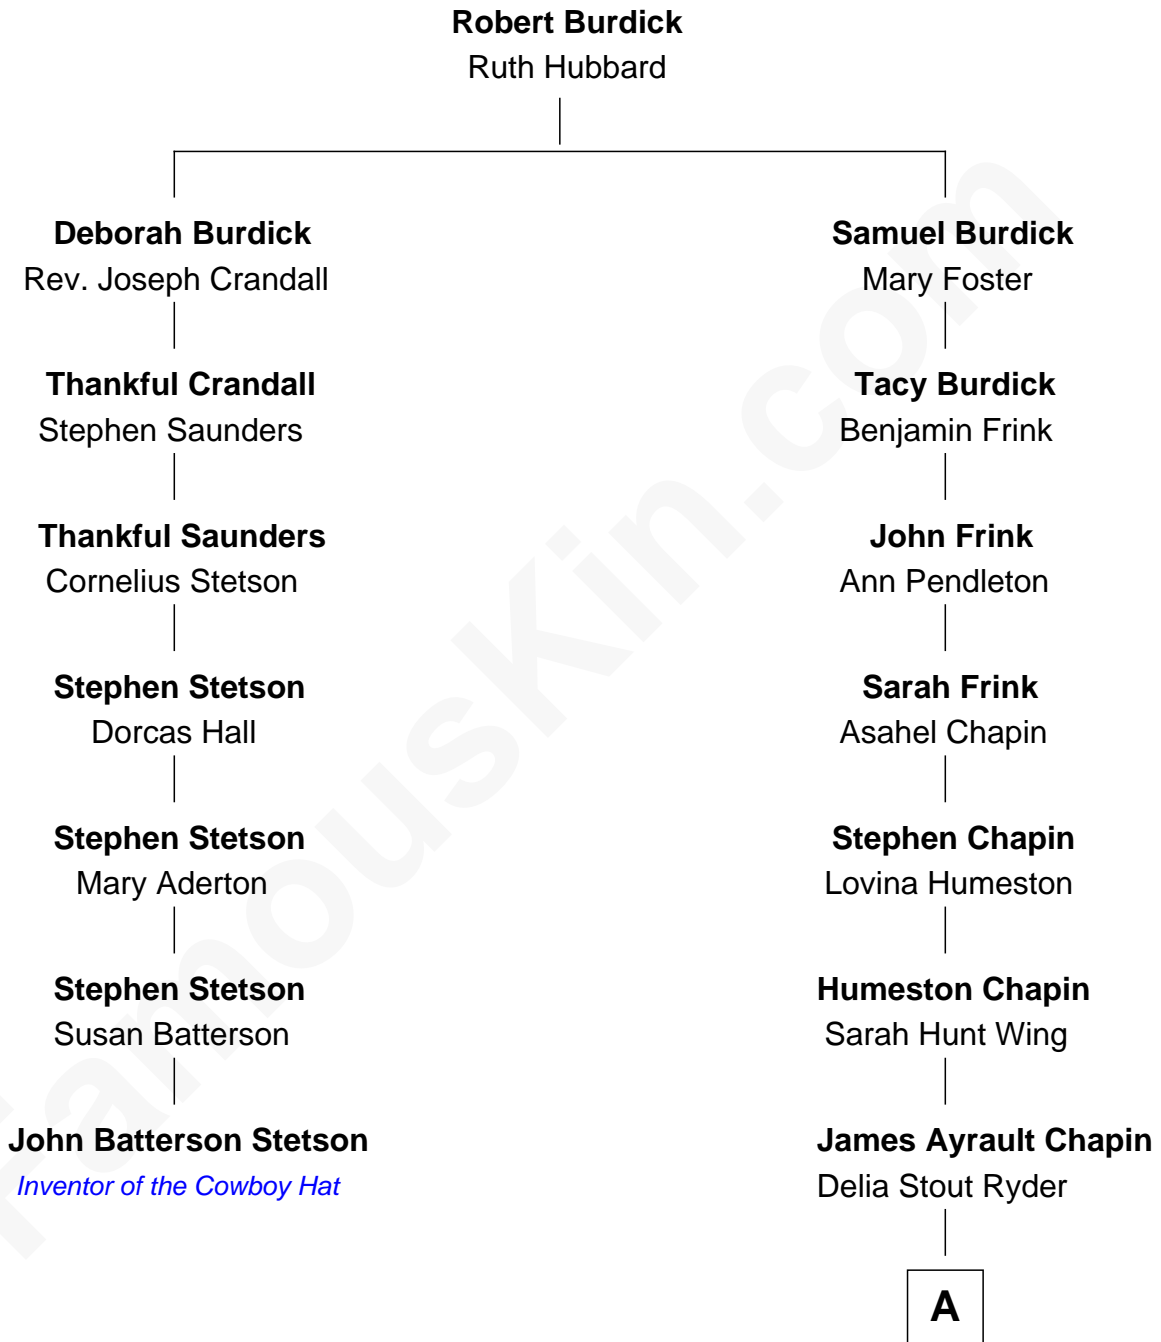 Robert Burdick
Ruth Hubbard
Deborah Burdick
Rev. Joseph Crandall
Samuel Burdick
Mary Foster
Thankful Crandall
Stephen Saunders
Tacy Burdick
Benjamin Frink
Thankful Saunders
Cornelius Stetson
John Frink
Ann Pendleton
Stephen Stetson
Dorcas Hall
Sarah Frink
Asahel Chapin
Stephen Stetson
Mary Aderton
Stephen Chapin
Lovina Humeston
Stephen Stetson
Susan Batterson
Humeston Chapin
Sarah Hunt Wing
John Batterson Stetson
Inventor of the Cowboy Hat
James Ayrault Chapin
Delia Stout Ryder
A
FamousKin.com